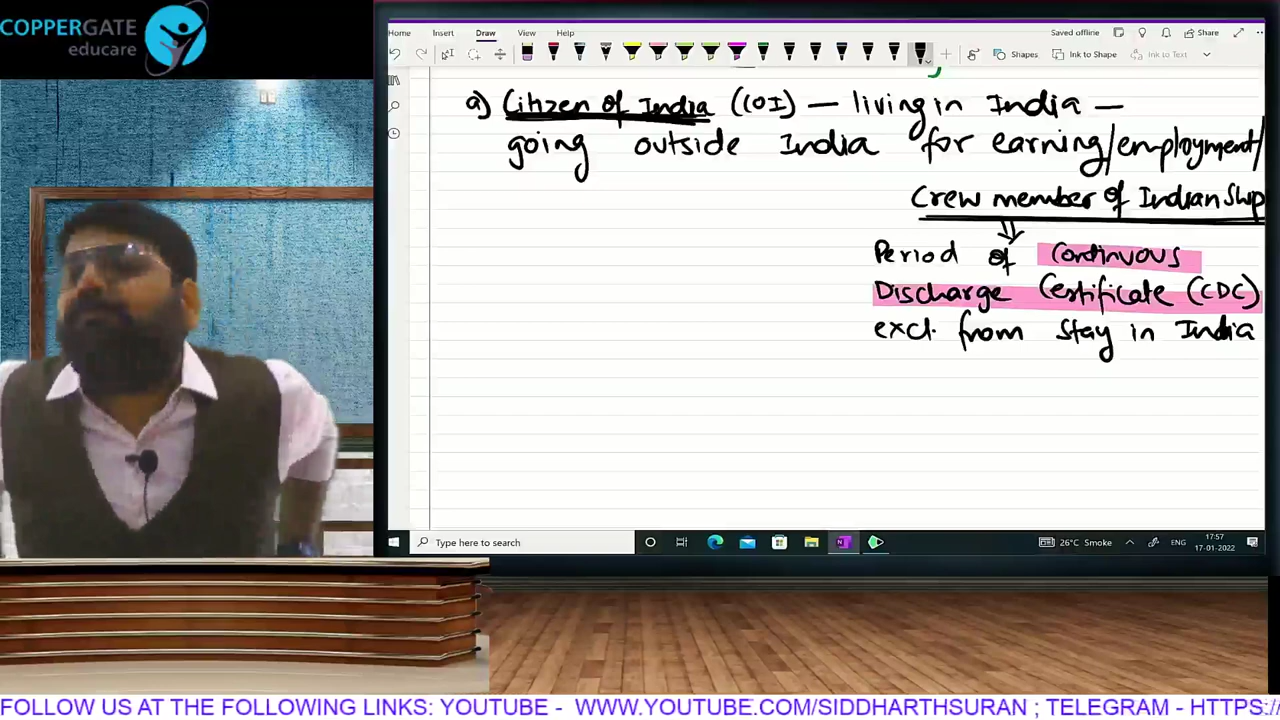 COPPERGATE
educare
Home Insert Draw View Help Saved offline Share
Shapes Ink to Shape Ink to Text
a) Citizen of India (COI) — living in India —
going outside India for earning/employment/
Crew member of Indian Ship
Period of Continuous
Discharge Certificate (CDC)
excl. from stay in India
Type here to search
26°C Smoke ENG 17:57
17-01-2022
FOLLOW US AT THE FOLLOWING LINKS: YOUTUBE - WWW.YOUTUBE.COM/SIDDHARTHSURAN ; TELEGRAM - HTTPS:/